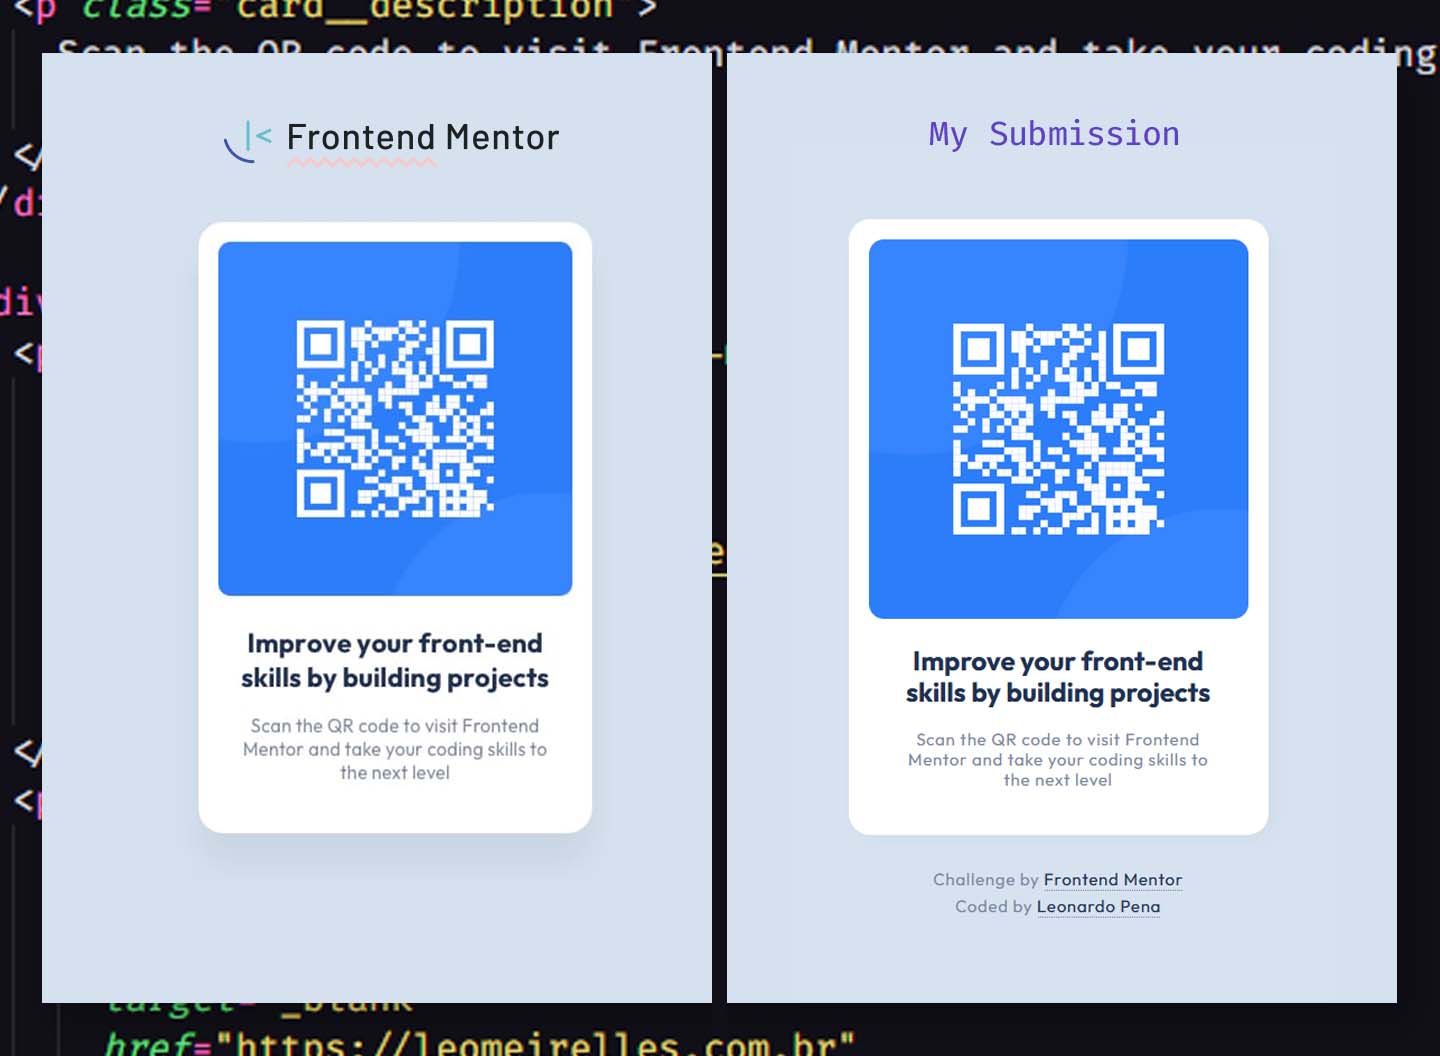 <p class="card__description">
Scan the QR code to visit Frontend Mentor and take your coding
</
di
div
<p
</
<p
e
Frontend Mentor
Improve your front-end
skills by building projects
Scan the QR code to visit Frontend
Mentor and take your coding skills to
the next level
My Submission
Improve your front-end
skills by building projects
Scan the QR code to visit Frontend
Mentor and take your coding skills to
the next level
Challenge by Frontend Mentor
Coded by Leonardo Pena
target="_blank"
href="https://leomeirelles.com.br"